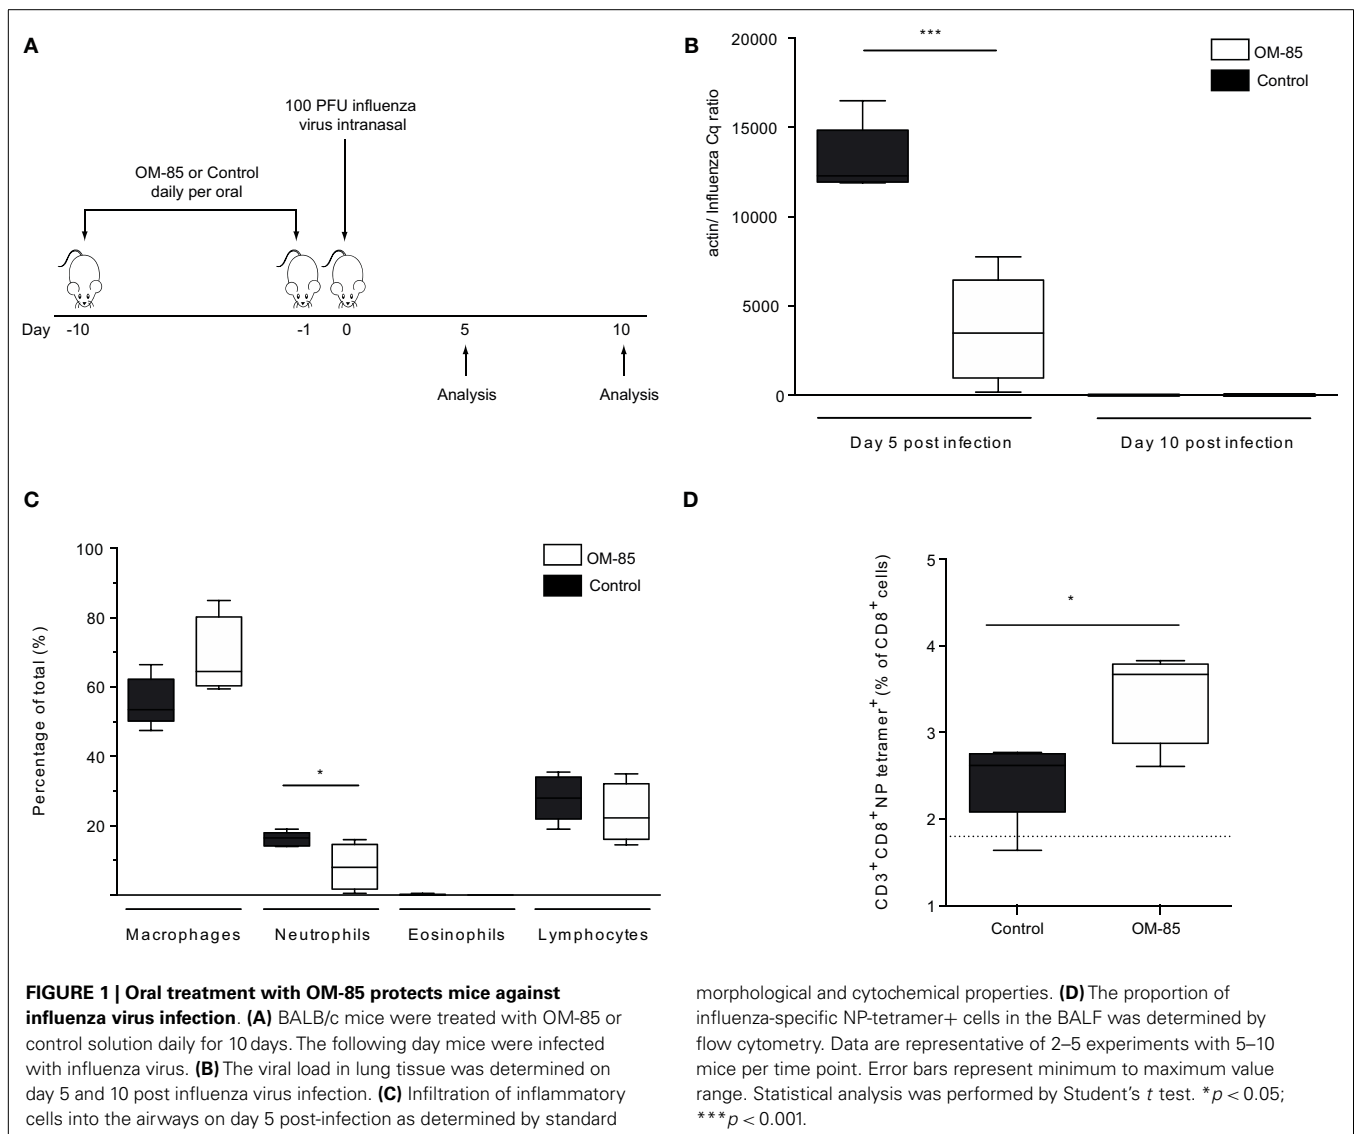 A
100 PFU influenza
virus intranasal
OM-85 or Control
daily per oral
Day -10 -1 0 5 10
Analysis Analysis
B
20000
15000
10000
5000
0
actin/ Influenza Cq ratio
***
OM-85
Control
Day 5 post infection Day 10 post infection
C
100
80
60
40
20
Percentage of total (%)
OM-85
Control
*
Macrophages Neutrophils Eosinophils Lymphocytes
D
5
4
3
2
1
CD3+CD8+NP tetramer+ (% of CD8+ cells)
*
Control OM-85
FIGURE 1 | Oral treatment with OM-85 protects mice against
influenza virus infection. (A) BALB/c mice were treated with OM-85 or
control solution daily for 10 days. The following day mice were infected
with influenza virus. (B) The viral load in lung tissue was determined on
day 5 and 10 post influenza virus infection. (C) Infiltration of inflammatory
cells into the airways on day 5 post-infection as determined by standard
morphological and cytochemical properties. (D) The proportion of
influenza-specific NP-tetramer+ cells in the BALF was determined by
flow cytometry. Data are representative of 2–5 experiments with 5–10
mice per time point. Error bars represent minimum to maximum value
range. Statistical analysis was performed by Student's t test. *p < 0.05;
***p < 0.001.